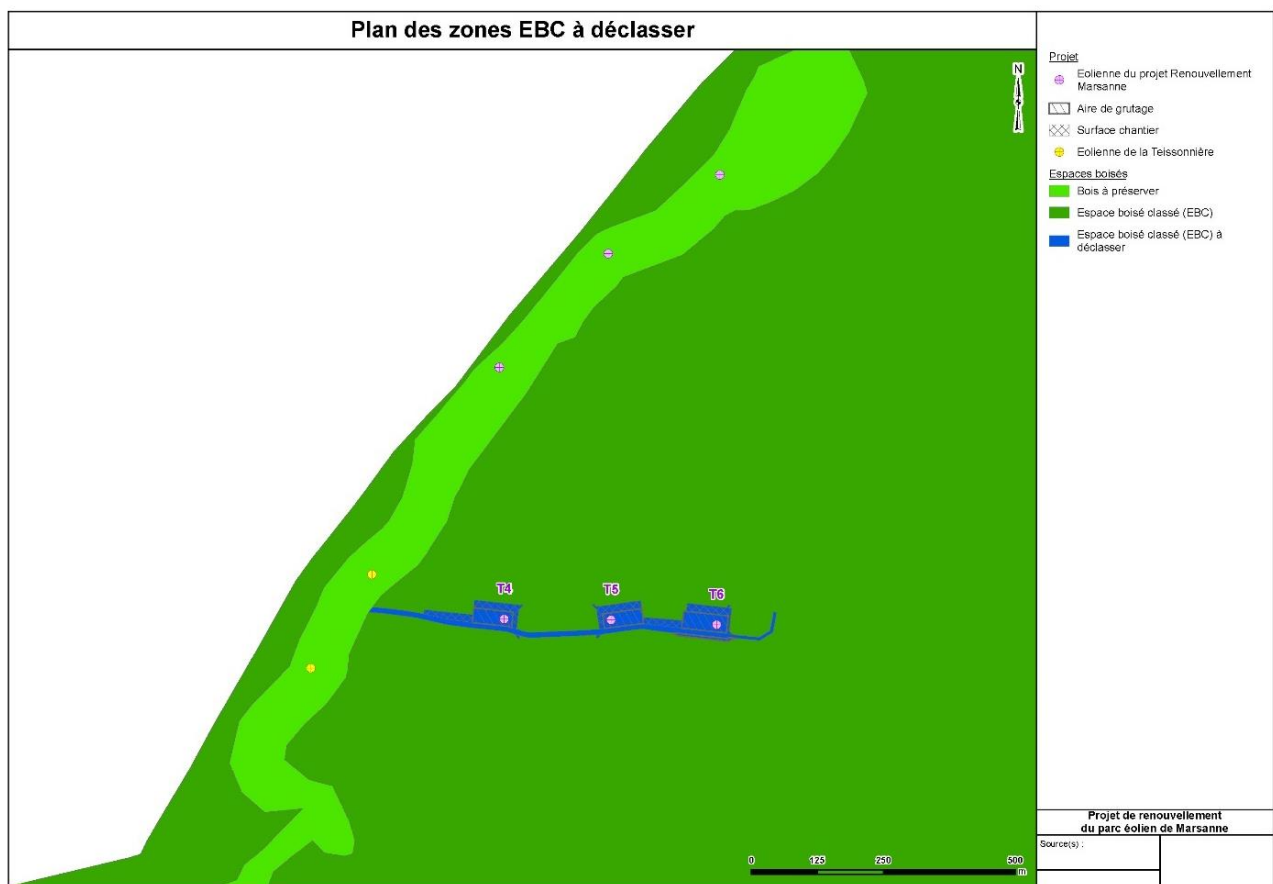 Plan des zones EBC à déclasser
N
Projet
Eolienne du projet Renouvellement
Marsanne
Aire de grutage
Surface chantier
Eolienne de la Teissonnière
Espaces boisés
Bois à préserver
Espace boisé classé (EBC)
Espace boisé classé (EBC) à
déclasser
T4
T5
T6
0 125 250 500
m
Projet de renouvellement
du parc éolien de Marsanne
Source(s) :